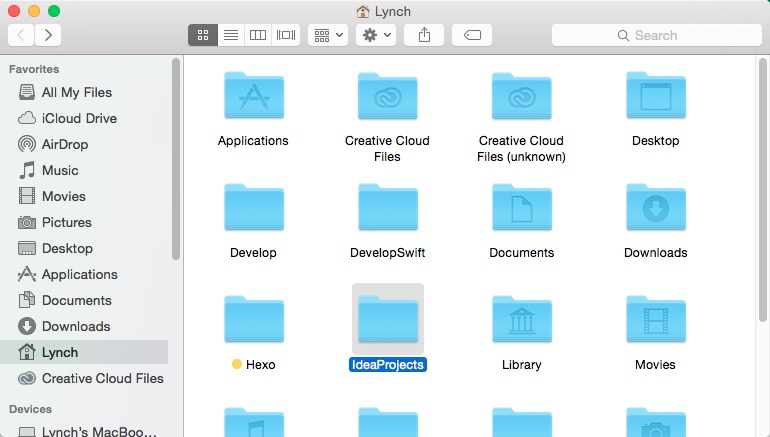 Lynch
Search
Favorites
All My Files
iCloud Drive
AirDrop
Music
Movies
Pictures
Desktop
Applications
Documents
Downloads
Lynch
Creative Cloud Files
Devices
Lynch's MacBoo...
Applications
Creative Cloud
Files
Creative Cloud
Files (unknown)
Desktop
Develop
DevelopSwift
Documents
Downloads
Hexo
IdeaProjects
Library
Movies